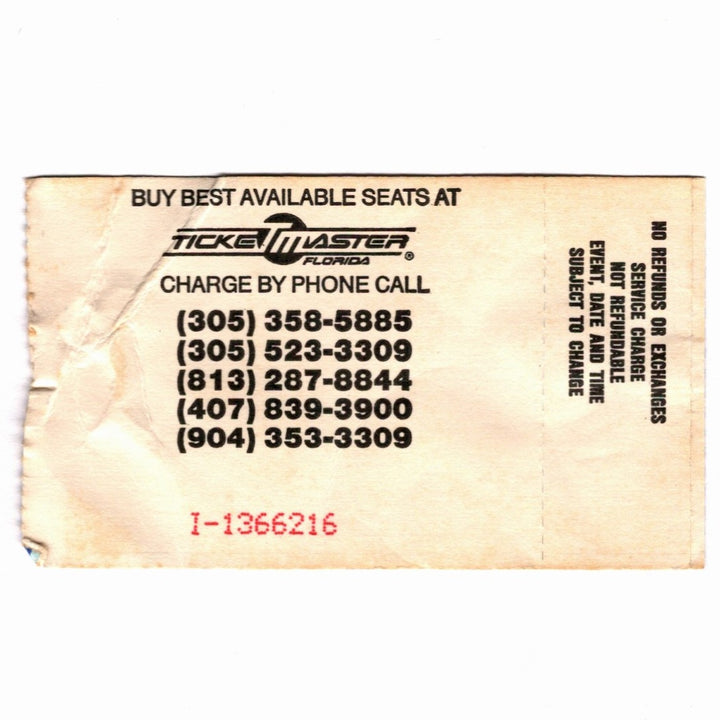 BUY BEST AVAILABLE SEATS AT
TICKETMASTER
FLORIDA ®
CHARGE BY PHONE CALL
(305) 358-5885
(305) 523-3309
(813) 287-8844
(407) 839-3900
(904) 353-3309
I-1366216
NO REFUNDS OR EXCHANGES
SERVICE CHARGE
NOT REFUNDABLE
EVENT, DATE AND TIME
SUBJECT TO CHANGE